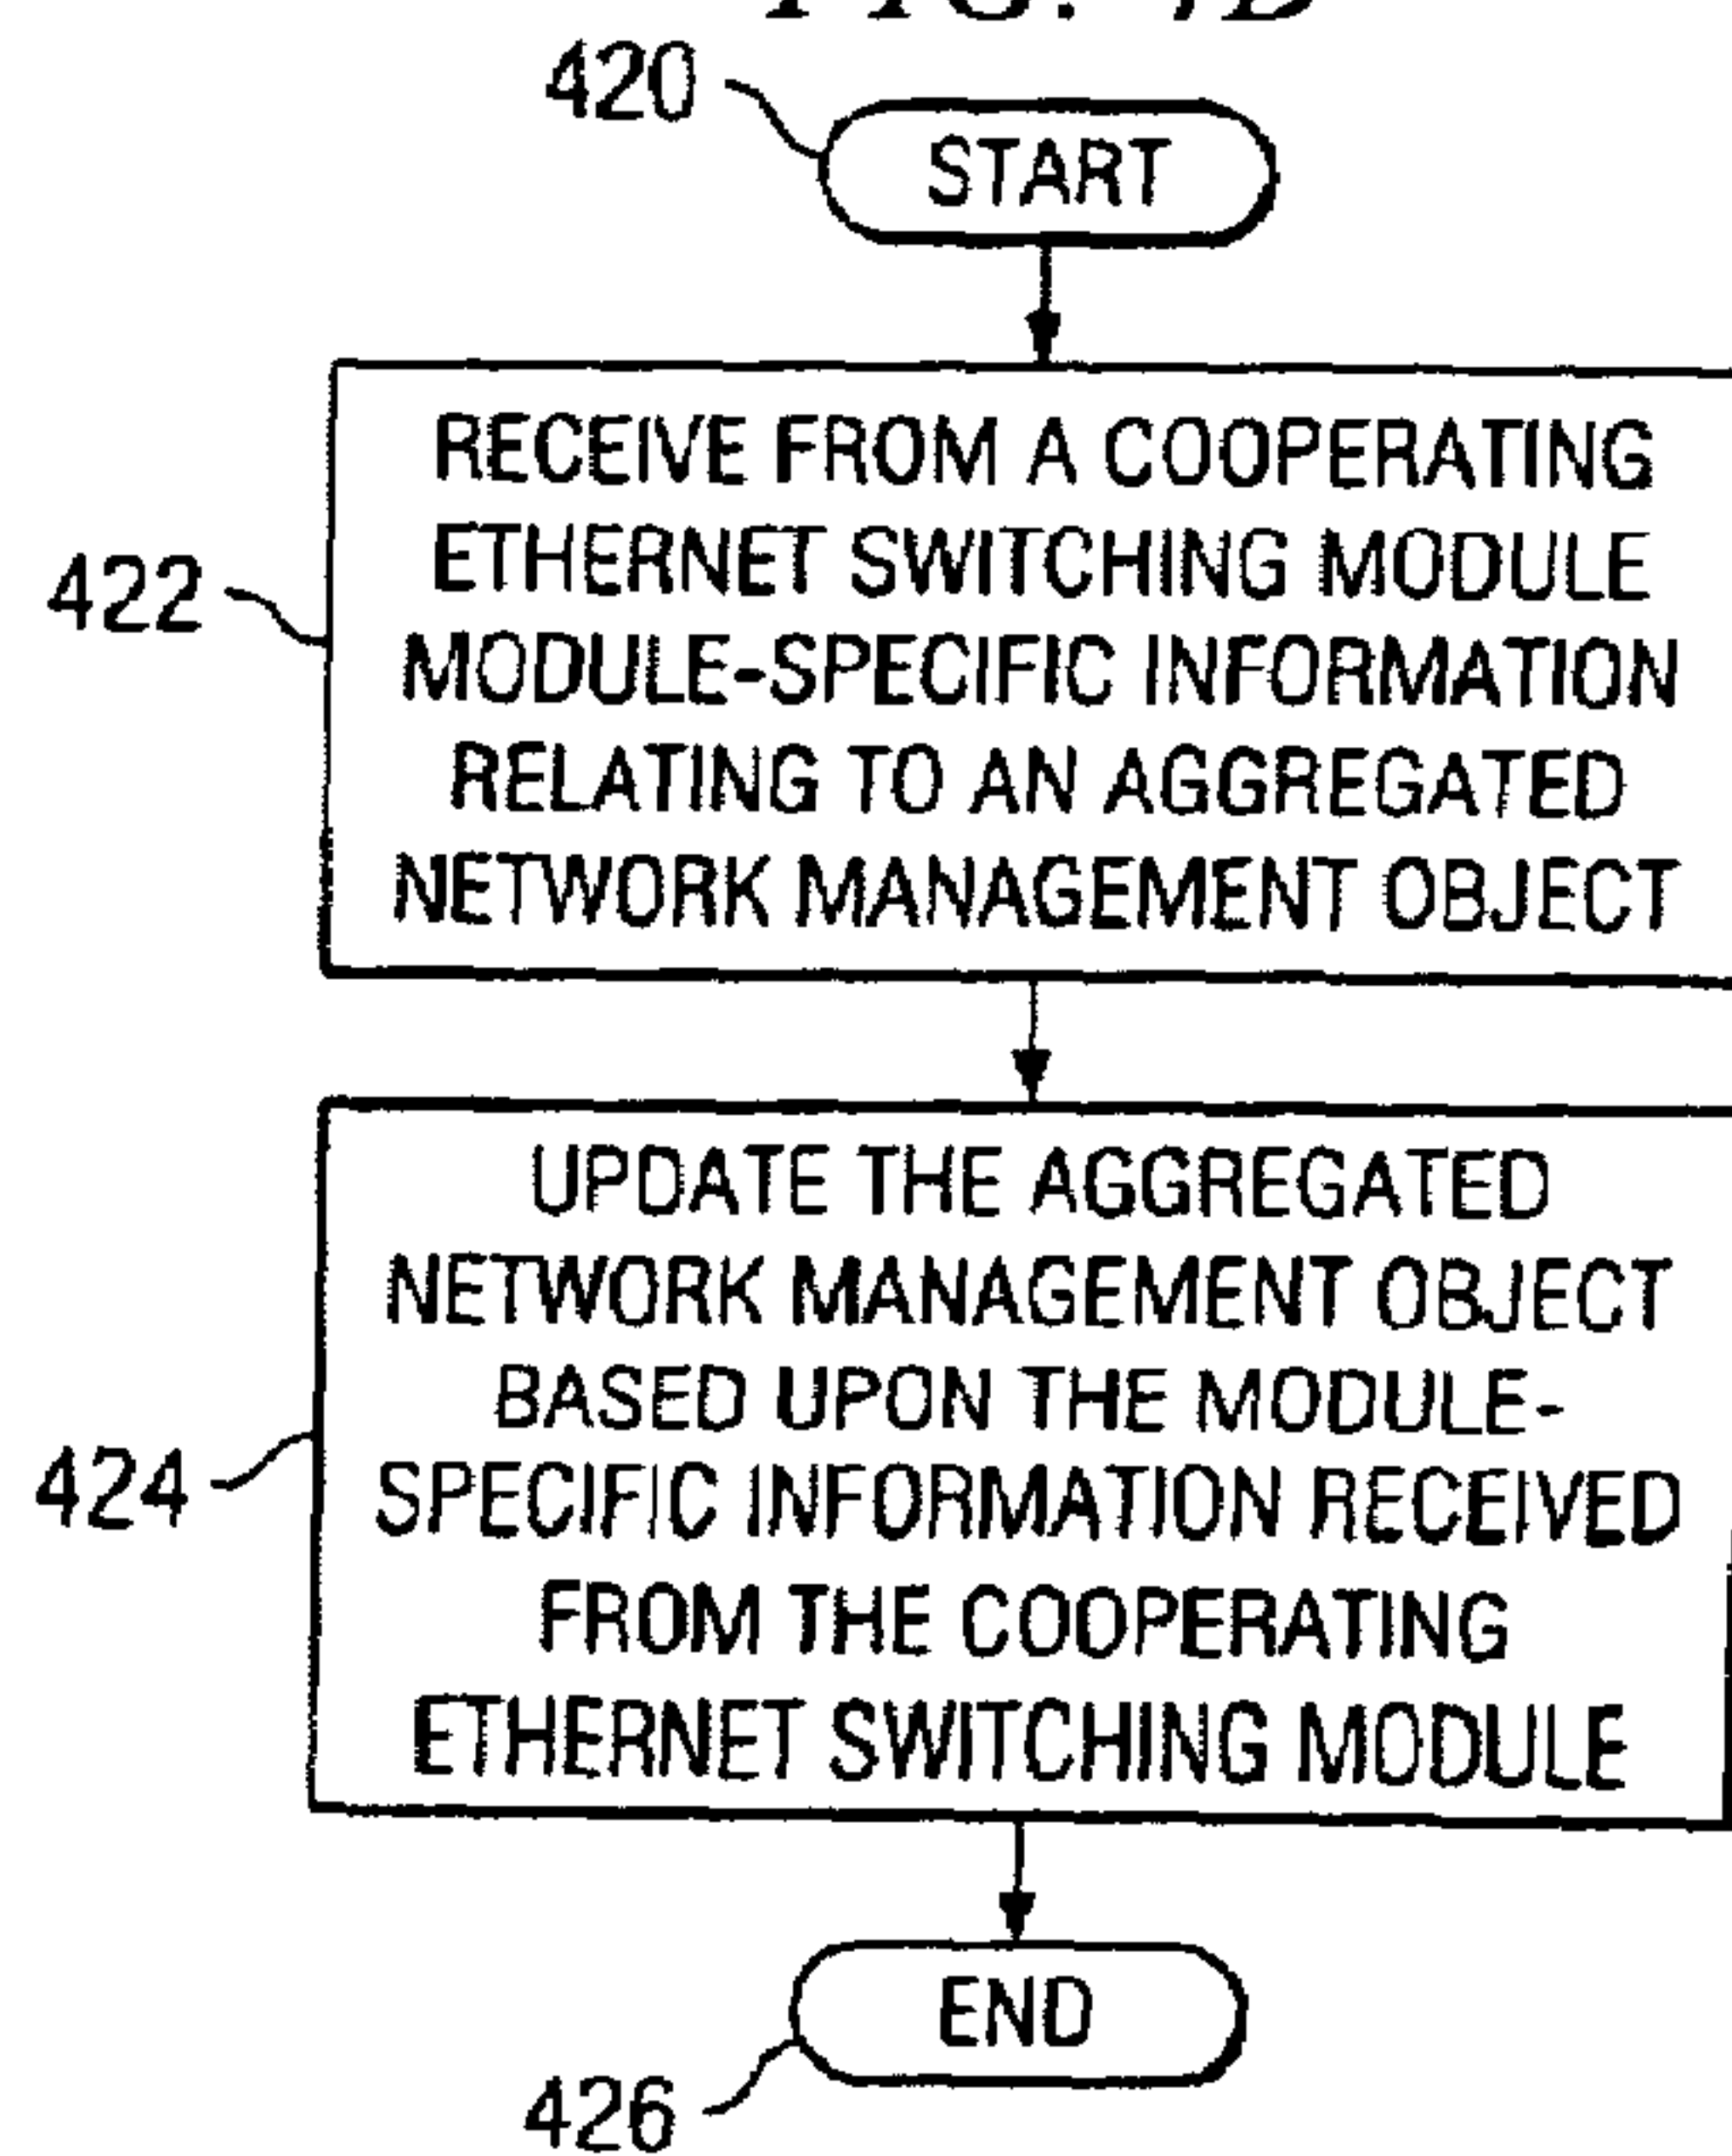 420
START
422
RECEIVE FROM A COOPERATING
ETHERNET SWITCHING MODULE
MODULE-SPECIFIC INFORMATION
RELATING TO AN AGGREGATED
NETWORK MANAGEMENT OBJECT
424
UPDATE THE AGGREGATED
NETWORK MANAGEMENT OBJECT
BASED UPON THE MODULE-
SPECIFIC INFORMATION RECEIVED
FROM THE COOPERATING
ETHERNET SWITCHING MODULE
END
426